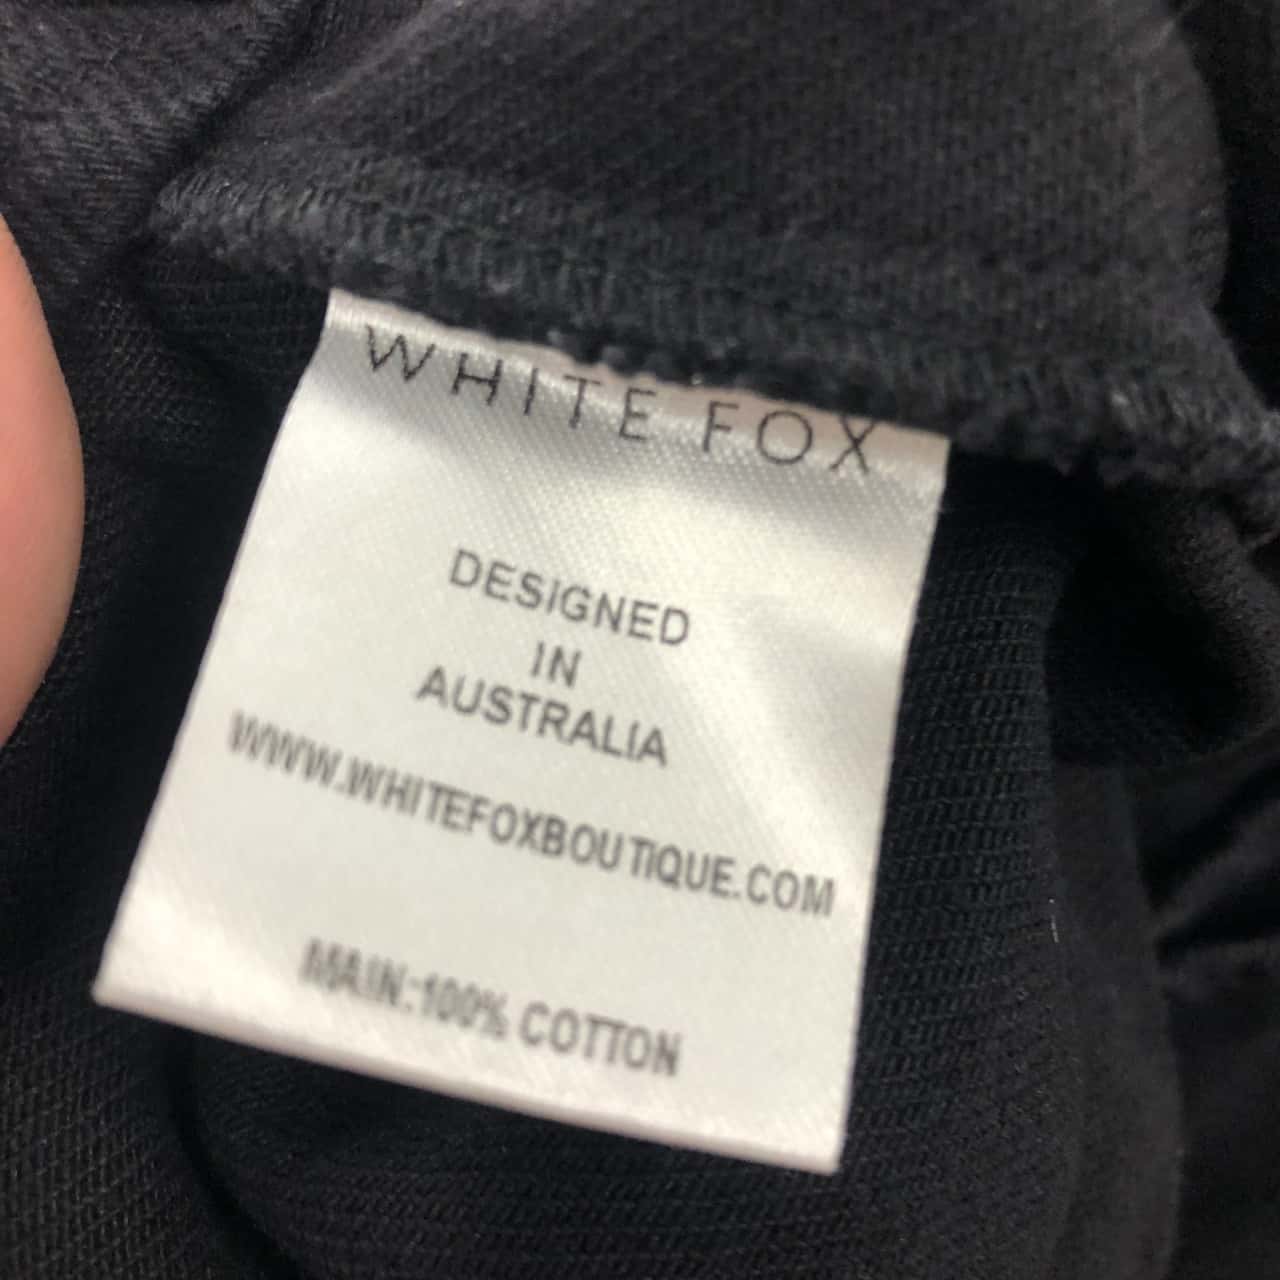 WHITE FOX
DESIGNED
IN
AUSTRALIA
WWW.WHITEFOXBOUTIQUE.COM
MAIN:100% COTTON